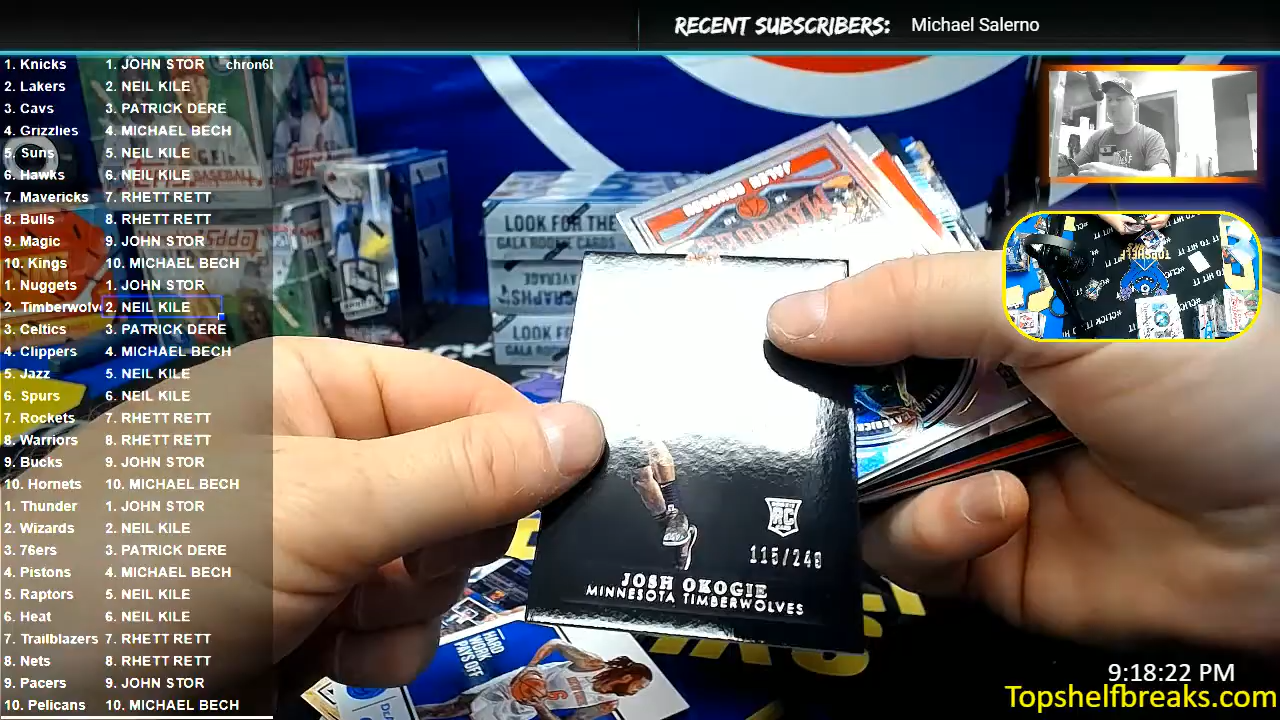 RECENT SUBSCRIBERS: Michael Salerno
1. Knicks 1. JOHN STOR chron6b
2. Lakers 2. NEIL KILE
3. Cavs 3. PATRICK DERE
4. Grizzlies 4. MICHAEL BECH
5. Suns 5. NEIL KILE
6. Hawks 6. NEIL KILE
7. Mavericks 7. RHETT RETT
8. Bulls 8. RHETT RETT
9. Magic 9. JOHN STOR
10. Kings 10. MICHAEL BECH
1. Nuggets 1. JOHN STOR
2. Timberwolv 2. NEIL KILE
3. Celtics 3. PATRICK DERE
4. Clippers 4. MICHAEL BECH
5. Jazz 5. NEIL KILE
6. Spurs 6. NEIL KILE
7. Rockets 7. RHETT RETT
8. Warriors 8. RHETT RETT
9. Bucks 9. JOHN STOR
10. Hornets 10. MICHAEL BECH
1. Thunder 1. JOHN STOR
2. Wizards 2. NEIL KILE
3. 76ers 3. PATRICK DERE
4. Pistons 4. MICHAEL BECH
5. Raptors 5. NEIL KILE
6. Heat 6. NEIL KILE
7. Trailblazers 7. RHETT RETT
8. Nets 8. RHETT RETT
9. Pacers 9. JOHN STOR
10. Pelicans 10. MICHAEL BECH
BASEBALL
LOOK FOR THE
GALA ROOKIE CARDS
LOOK FOR
RC
115/249
JOSH OKOGIE
MINNESOTA TIMBERWOLVES
HARD
WORK
PAYS
OFF
9:18:22 PM
Topshelfbreaks.com